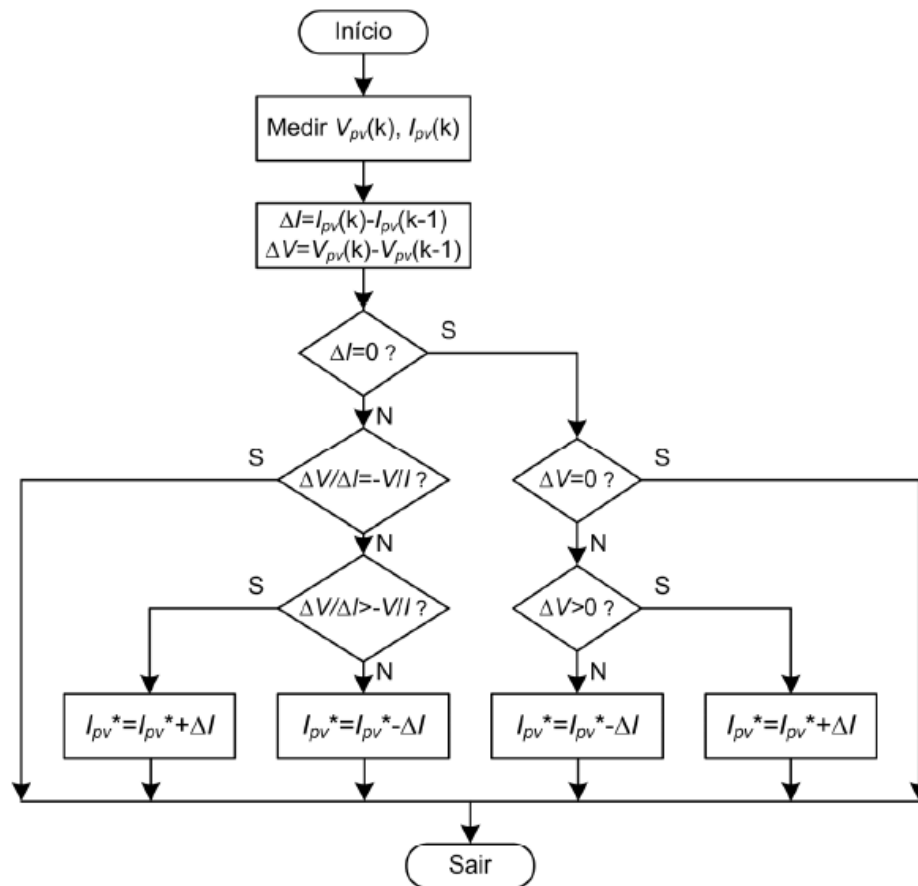 Início
Medir Vpv(k), Ipv(k)
ΔI=Ipv(k)-Ipv(k-1)
ΔV=Vpv(k)-Vpv(k-1)
S
ΔI=0 ?
N
S
ΔV/ΔI=-V/I ?
ΔV=0 ?
S
N
N
S
ΔV/ΔI>-V/I ?
ΔV>0 ?
S
N
N
Ipv*=Ipv*+ΔI
Ipv*=Ipv*-ΔI
Ipv*=Ipv*-ΔI
Ipv*=Ipv*+ΔI
Sair